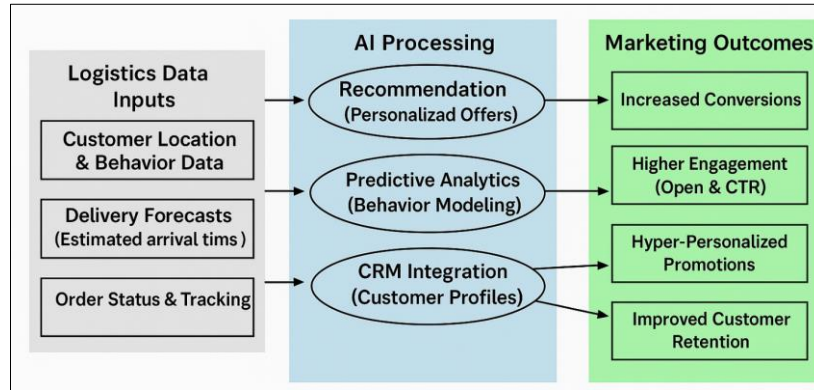 Logistics Data
Inputs
Customer Location
& Behavior Data
Delivery Forecasts
(Estimated arrival tims)
Order Status & Tracking
AI Processing
Recommendation
(Personalizad Offers)
Predictive Analytics
(Behavior Modeling)
CRM Integration
(Customer Profiles)
Marketing Outcomes
Increased Conversions
Higher Engagement
(Open & CTR)
Hyper-Personalized
Promotions
Improved Customer
Retention